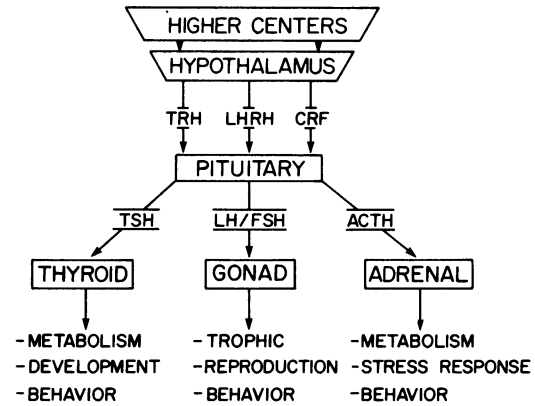 HIGHER CENTERS
HYPOTHALAMUS
TRH LHRH CRF
PITUITARY
TSH LH/FSH ACTH
THYROID GONAD ADRENAL
-METABOLISM -TROPHIC -METABOLISM
-DEVELOPMENT -REPRODUCTION -STRESS RESPONSE
-BEHAVIOR -BEHAVIOR -BEHAVIOR